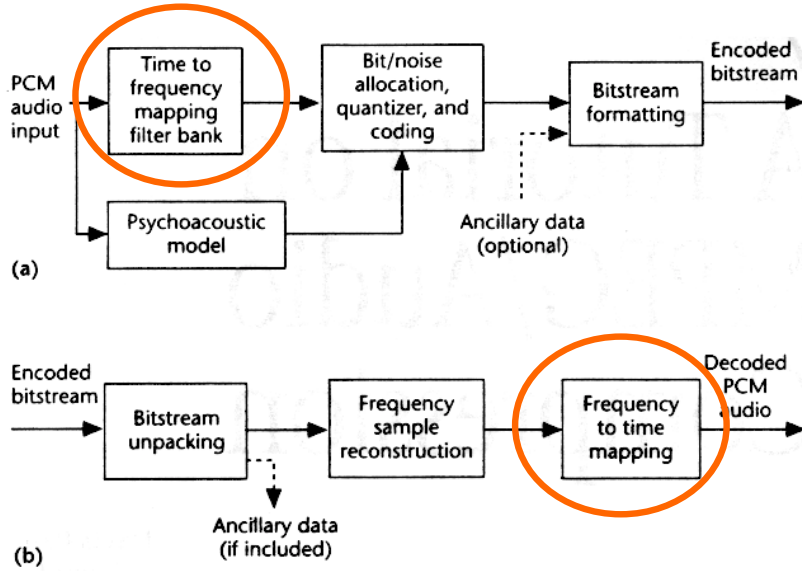 PCM
audio
input
Time to
frequency
mapping
filter bank
Bit/noise
allocation,
quantizer, and
coding
Bitstream
formatting
Encoded
bitstream
Psychoacoustic
model
Ancillary data
(optional)
(a)
Encoded
bitstream
Bitstream
unpacking
Frequency
sample
reconstruction
Frequency
to time
mapping
Decoded
PCM
audio
Ancillary data
(if included)
(b)